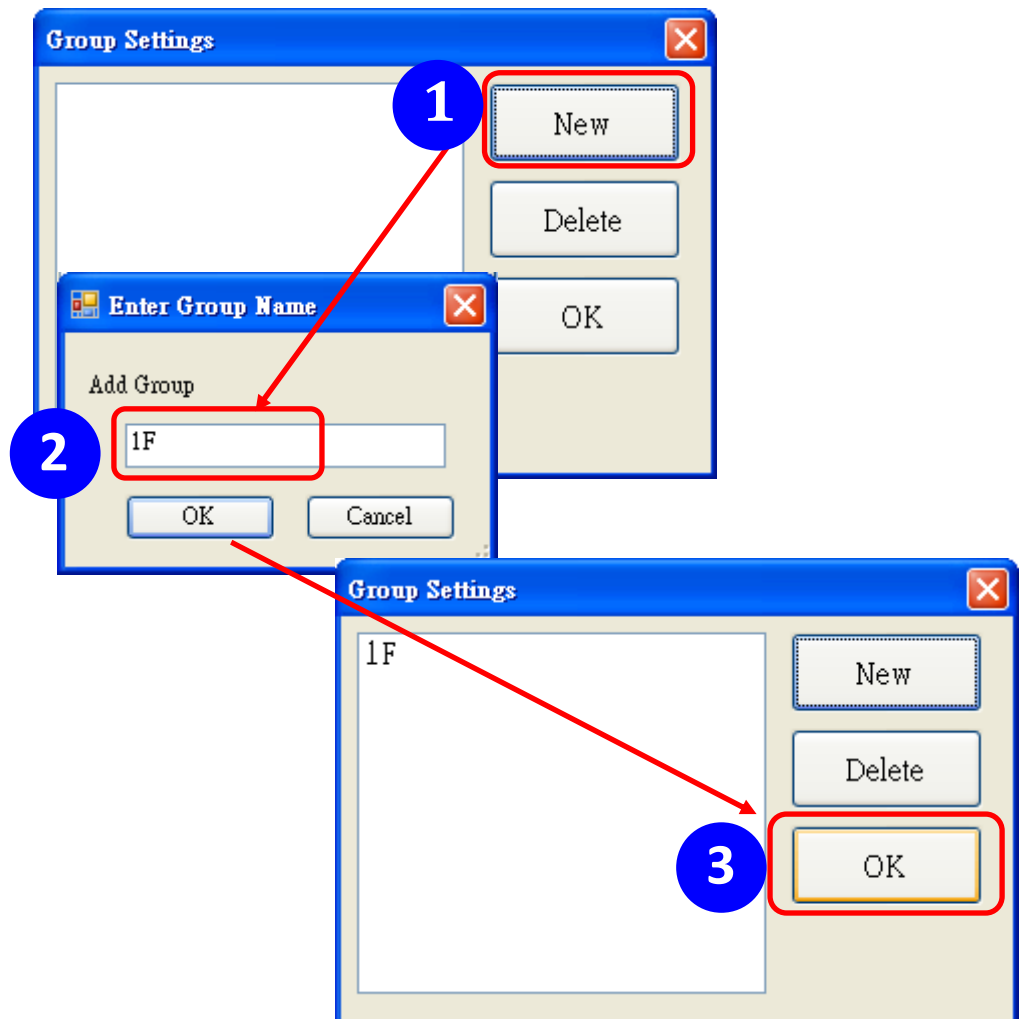 Group Settings
1
New
Delete
OK
Enter Group Name
Add Group
2
1F
OK
Cancel
Group Settings
1F
New
Delete
3
OK